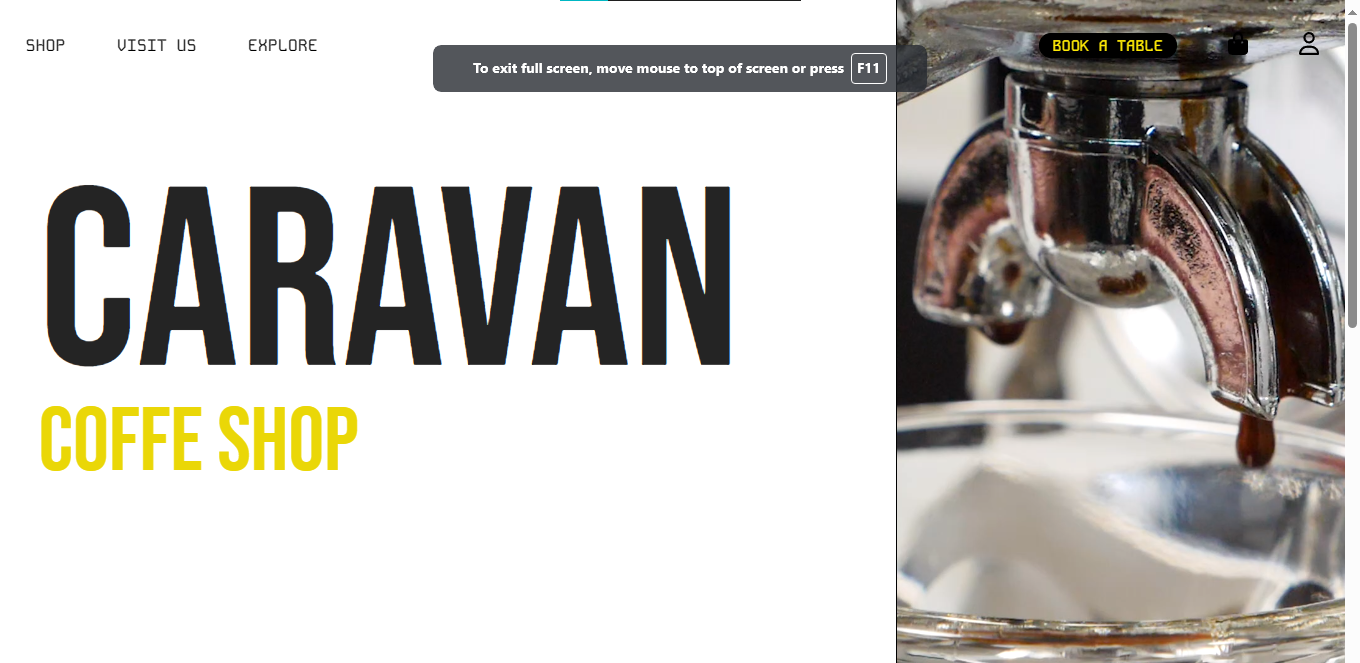 SHOP VISIT US EXPLORE BOOK A TABLE
To exit full screen, move mouse to top of screen or press F11
CARAVAN
COFFE SHOP